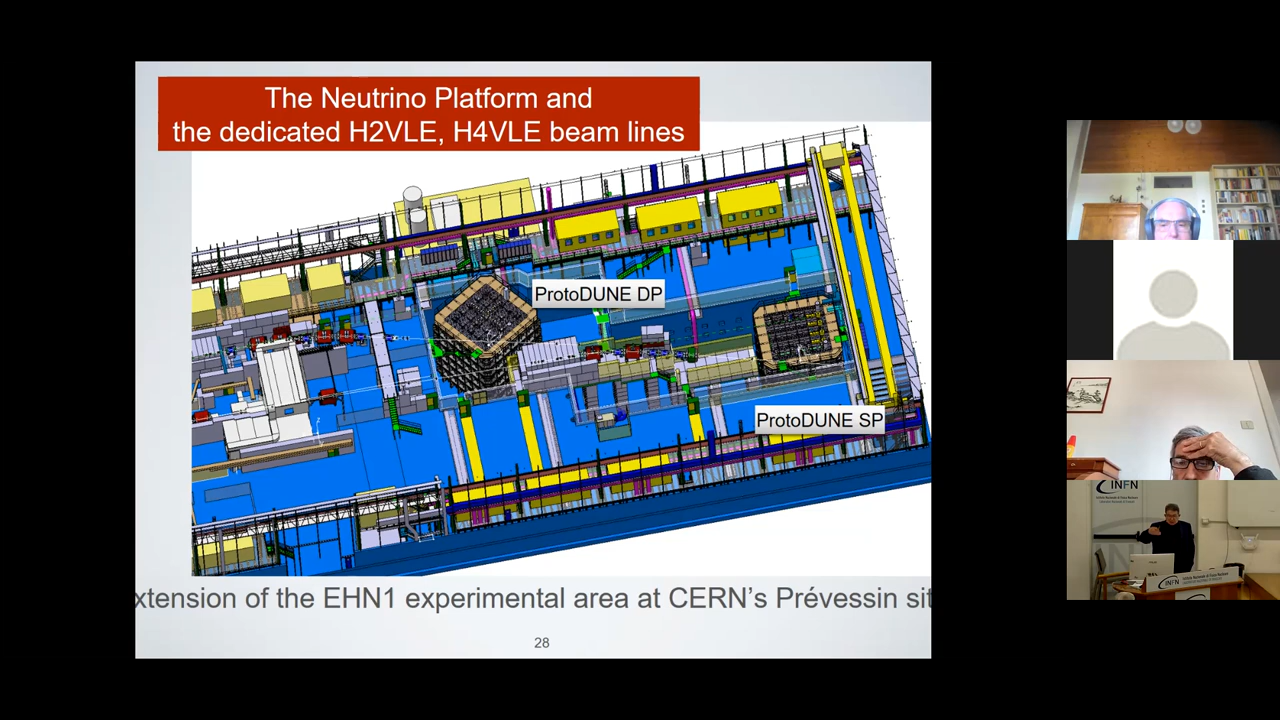 The Neutrino Platform and
the dedicated H2VLE, H4VLE beam lines
ProtoDUNE DP
ProtoDUNE SP
xtension of the EHN1 experimental area at CERN's Prévessin sit
28
INFN
INFN